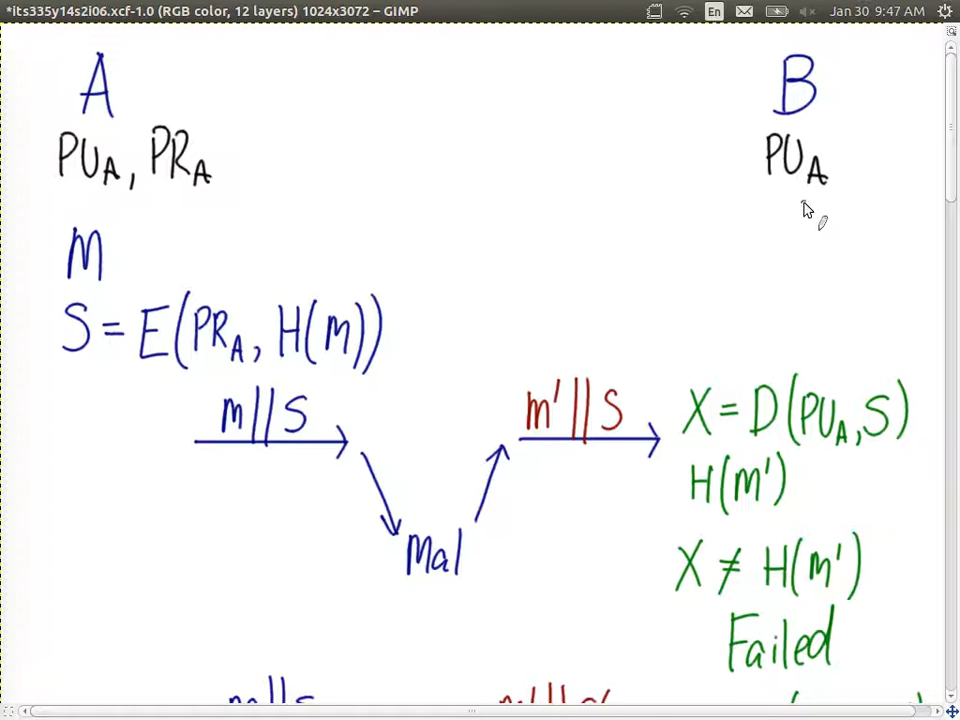 *its335y14s2i06.xcf-1.0 (RGB color, 12 layers) 1024x3072 – GIMP
En
Jan 30 9:47 AM
A
B
PUA, PRA
PUA
M
S = E(PRA, H(m))
m||S
m'||S
X = D(PUA, S)
H(m')
Mal
X ≠ H(m')
Failed